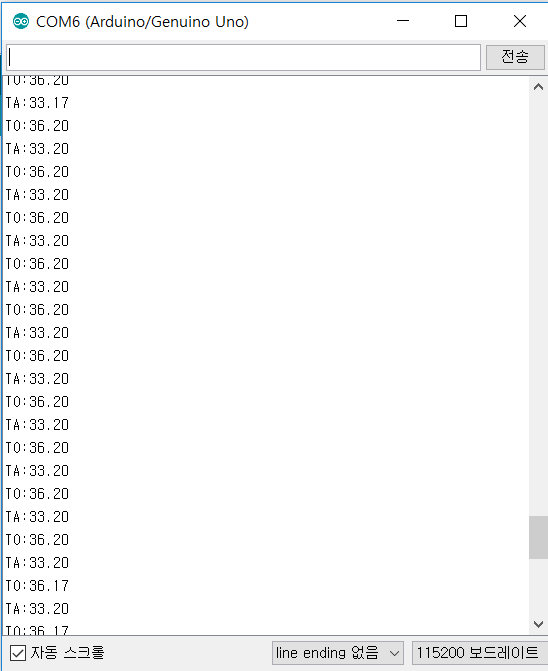 COM6 (Arduino/Genuino Uno)
전송
TO:36.20
TA:33.17
TO:36.20
TA:33.20
TO:36.20
TA:33.20
TO:36.20
TA:33.20
TO:36.20
TA:33.20
TO:36.20
TA:33.20
TO:36.20
TA:33.20
TO:36.20
TA:33.20
TO:36.20
TA:33.20
TO:36.20
TA:33.20
TO:36.20
TA:33.20
TO:36.17
TA:33.20
TO:36.17
자동 스크롤
line ending 없음
115200 보드레이트